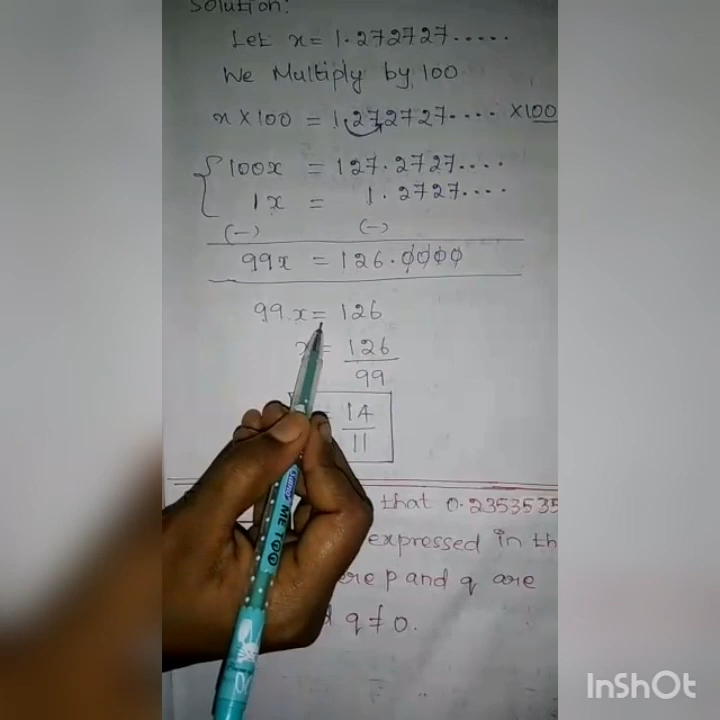 Solution:
Let x = 1.272727.....
We Multiply by 100
x X 100 = 1.272727.... X 100
100x = 127.2727....
1x = 1.2727....
(-) (-)
99x = 126.0000
99x = 126
x = 126
99
= 14
11
that 0.2353535
expressed in th
ere p and q are
q ≠ 0.
METOO
InShOt